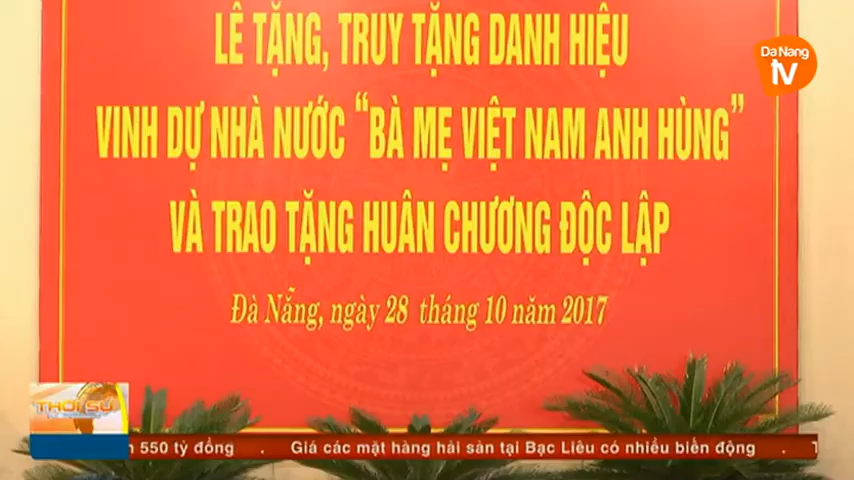 LỄ TẶNG, TRUY TẶNG DANH HIỆU
VINH DỰ NHÀ NƯỚC “BÀ MẸ VIỆT NAM ANH HÙNG”
VÀ TRAO TẶNG HUÂN CHƯƠNG ĐỘC LẬP
Đà Nẵng, ngày 28 tháng 10 năm 2017
Da Nang
TV
THỜI SỰ
550 tỷ đồng . Giá các mặt hàng hải sản tại Bạc Liêu có nhiều biến động .